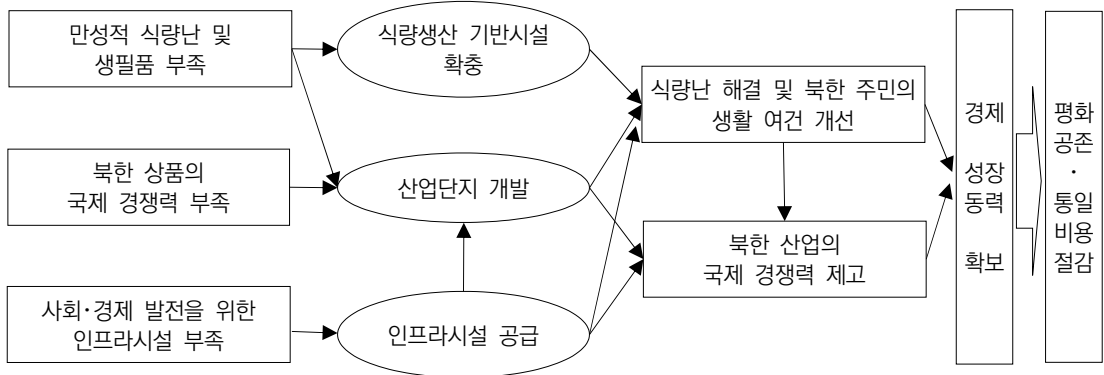 만성적 식량난 및
생필품 부족
식량생산 기반시설
확충
식량난 해결 및 북한 주민의
생활 여건 개선
북한 상품의
국제 경쟁력 부족
산업단지 개발
북한 산업의
국제 경쟁력 제고
사회·경제 발전을 위한
인프라시설 부족
인프라시설 공급
경제
성장
동력
확보
평화
공존
·
통일
비용
절감